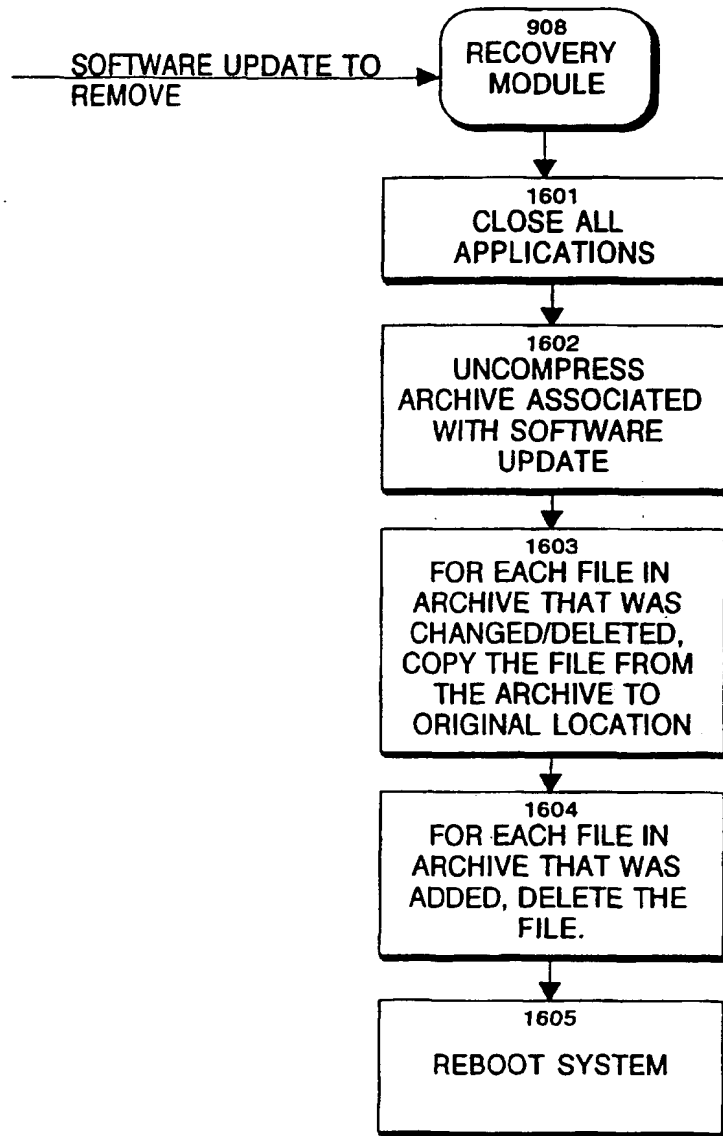 908
RECOVERY
MODULE
SOFTWARE UPDATE TO
REMOVE
1601
CLOSE ALL
APPLICATIONS
1602
UNCOMPRESS
ARCHIVE ASSOCIATED
WITH SOFTWARE
UPDATE
1603
FOR EACH FILE IN
ARCHIVE THAT WAS
CHANGED/DELETED,
COPY THE FILE FROM
THE ARCHIVE TO
ORIGINAL LOCATION
1604
FOR EACH FILE IN
ARCHIVE THAT WAS
ADDED, DELETE THE
FILE.
1605
REBOOT SYSTEM